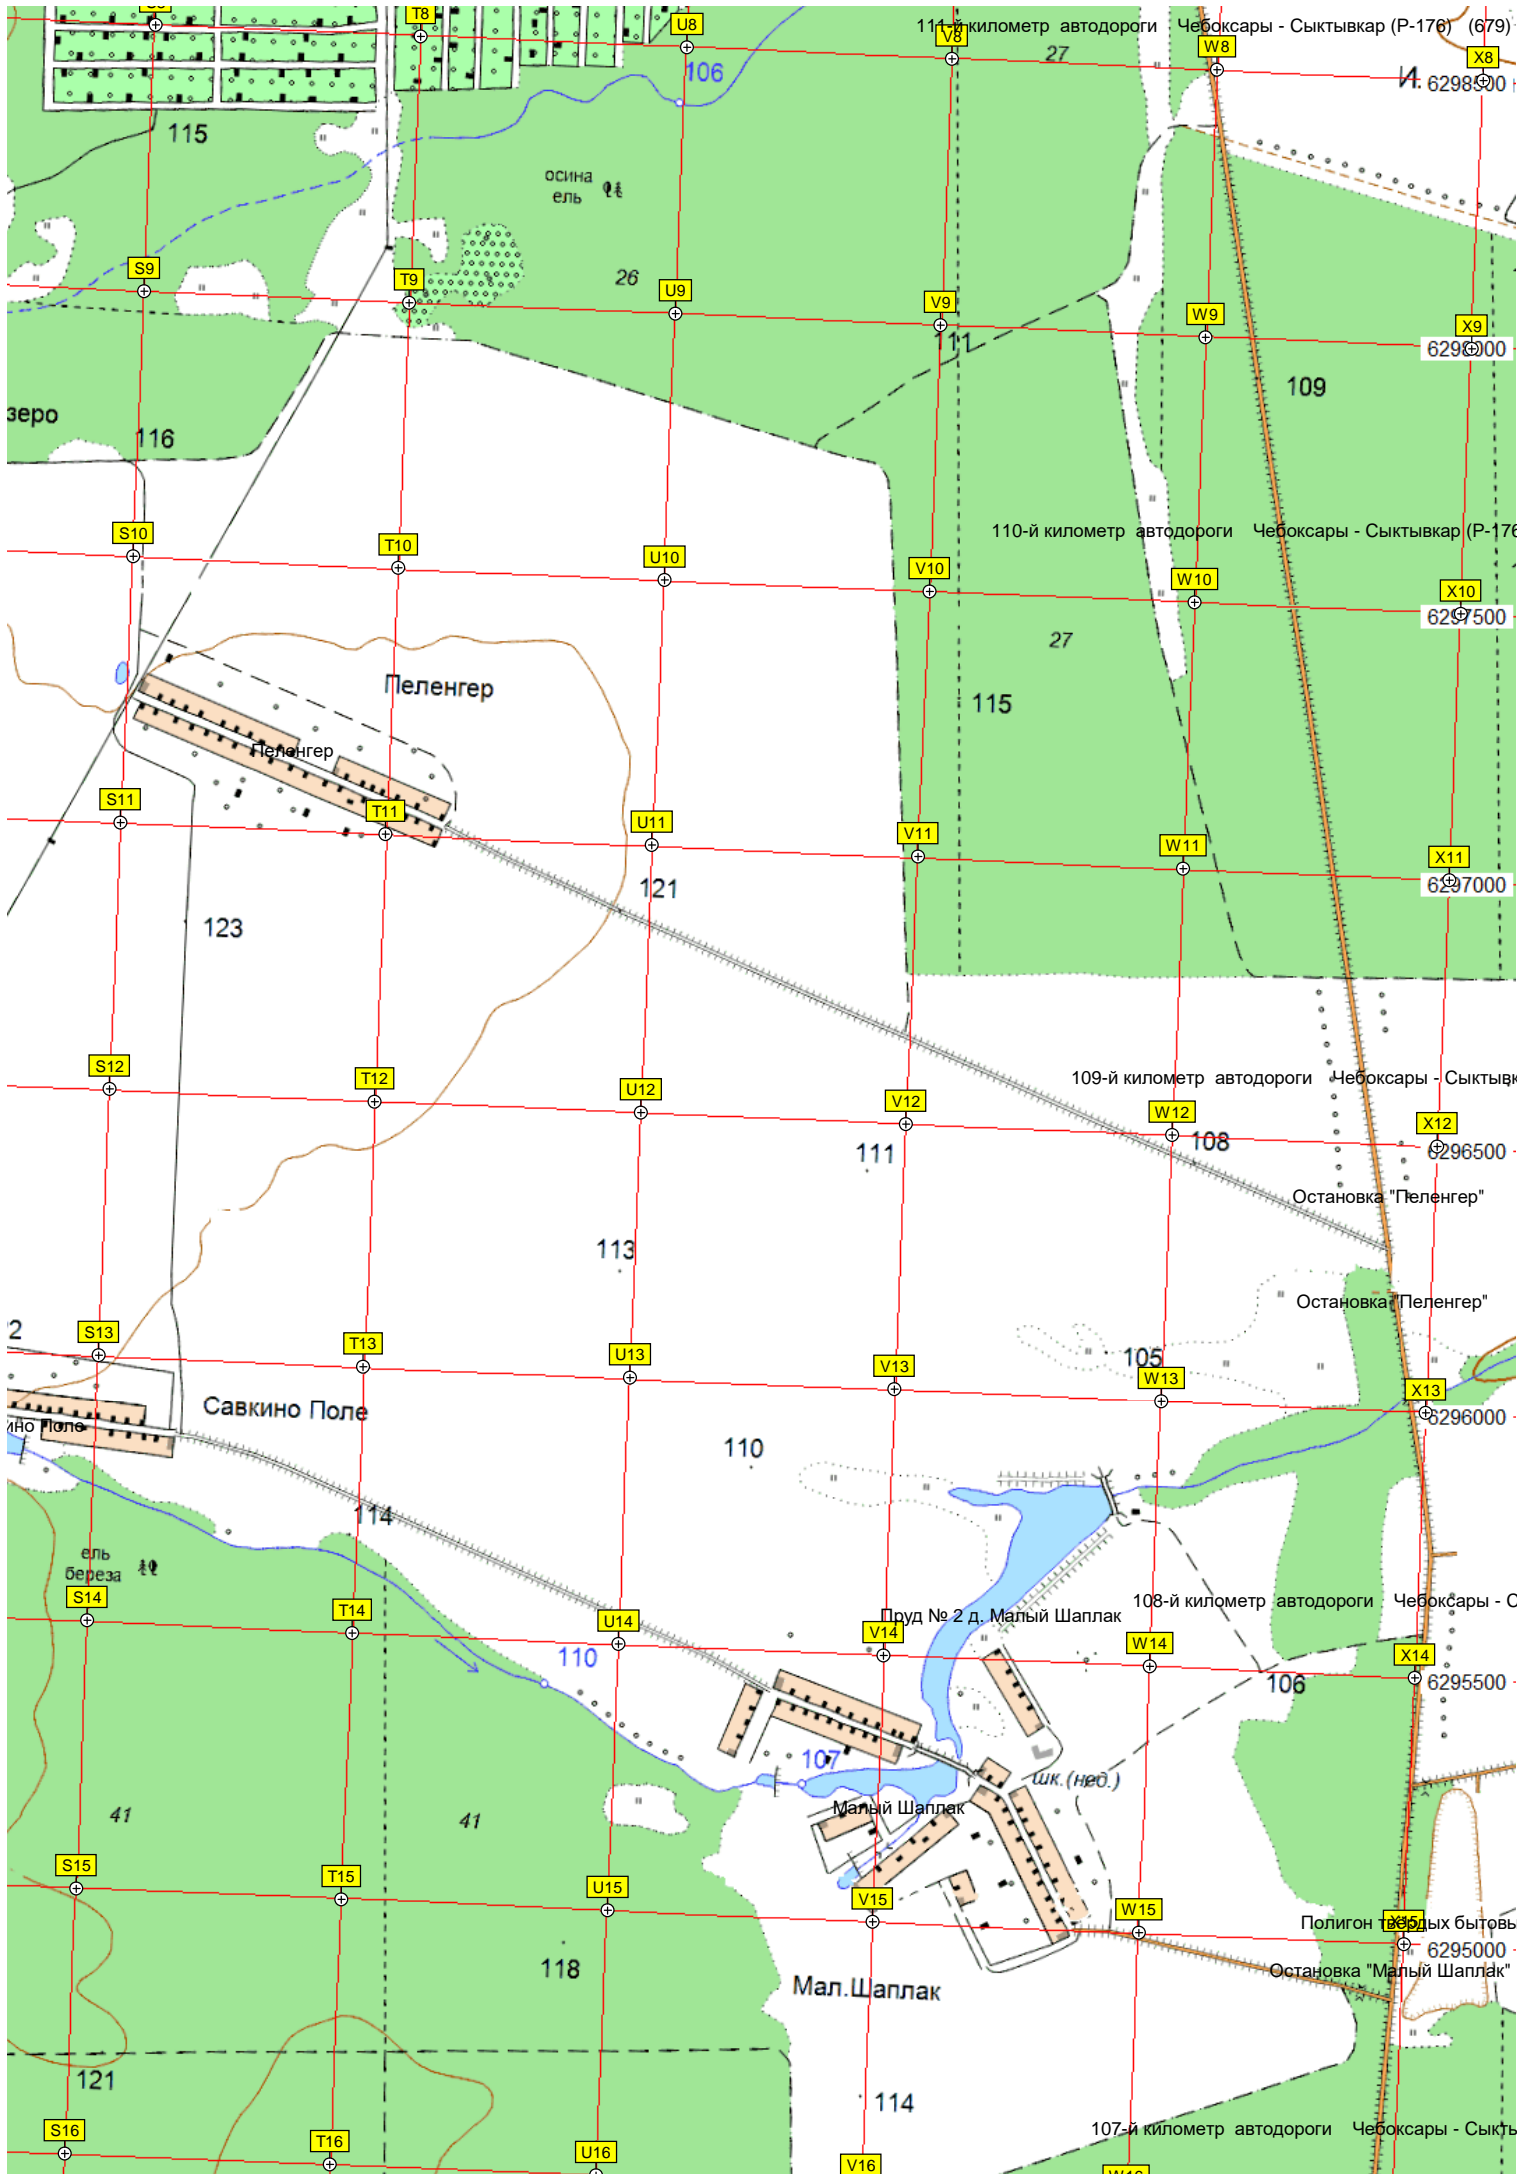 T8
U8
111-й километр автодороги Чебоксары - Сыктывкар (Р-176) (679)
V8
27
W8
X8
И.
6298500
106
115
осина
ель
26
S9
T9
U9
V9
111
W9
X9
6298000
109
зеро
116
S10
T10
U10
V10
110-й километр автодороги Чебоксары - Сыктывкар (Р-176
W10
X10
6297500
27
Пеленгер
115
Пеленгер
S11
T11
U11
V11
W11
X11
6297000
121
123
S12
T12
U12
V12
109-й километр автодороги Чебоксары - Сыктывк
W12
X12
108
6296500
111
Остановка "Пеленгер"
113
Остановка "Пеленгер"
2
S13
T13
U13
V13
105
W13
X13
6296000
Савкино Поле
ино Поле
110
114
ель
береза
S14
T14
U14
Пруд № 2 д. Малый Шаплак
108-й километр автодороги Чебоксары - С
V14
W14
X14
110
106
6295500
107
шк.(нед.)
Малый Шаплак
41
41
S15
T15
U15
V15
W15
X15
Полигон твердых бытовы
6295000
118
Остановка "Малый Шаплак"
Мал.Шаплак
121
114
107-й километр автодороги Чебоксары - Сыкты
S16
T16
U16
V16
W16